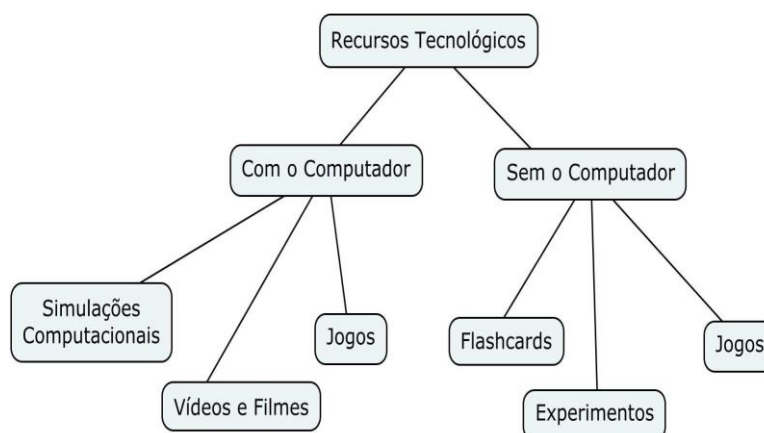 Recursos Tecnológicos
Com o Computador
Sem o Computador
Simulações
Computacionais
Vídeos e Filmes
Jogos
Flashcards
Experimentos
Jogos